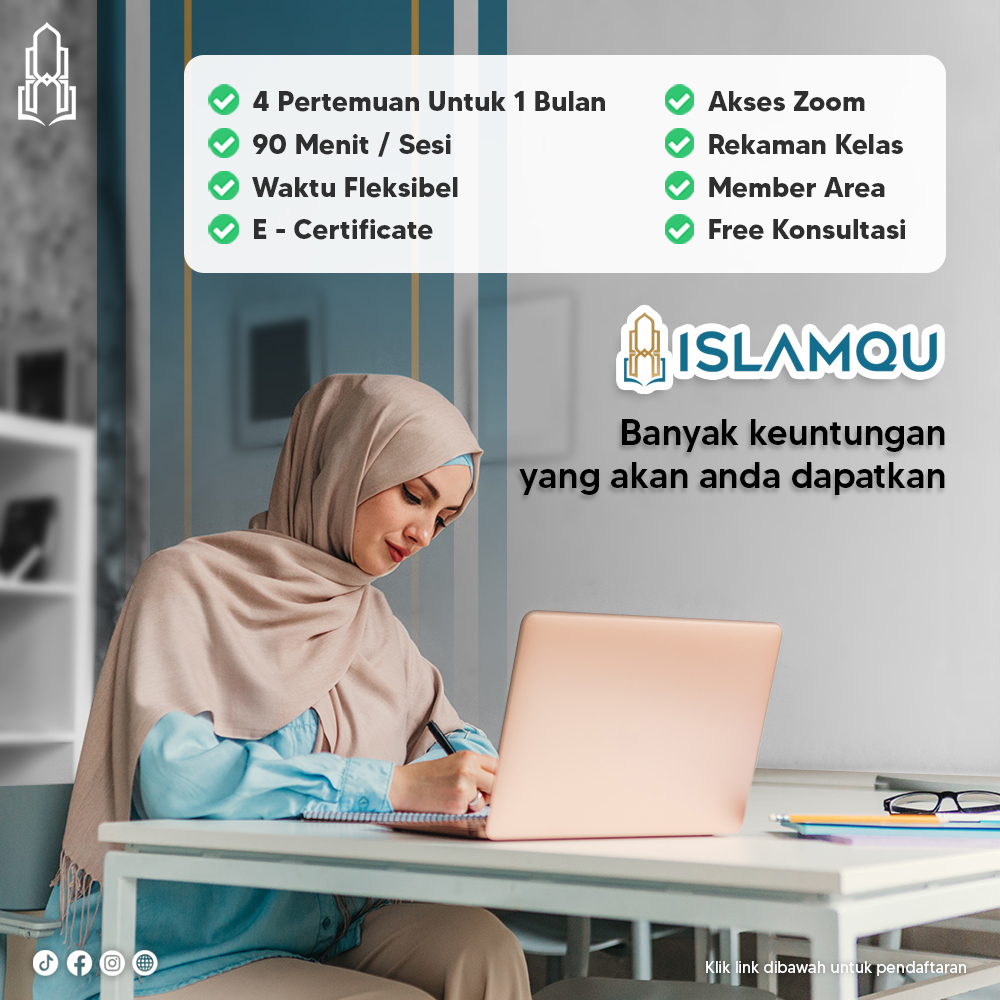 4 Pertemuan Untuk 1 Bulan
90 Menit / Sesi
Waktu Fleksibel
E - Certificate
Akses Zoom
Rekaman Kelas
Member Area
Free Konsultasi
ISLAMQU
Banyak keuntungan
yang akan anda dapatkan
Klik link dibawah untuk pendaftaran